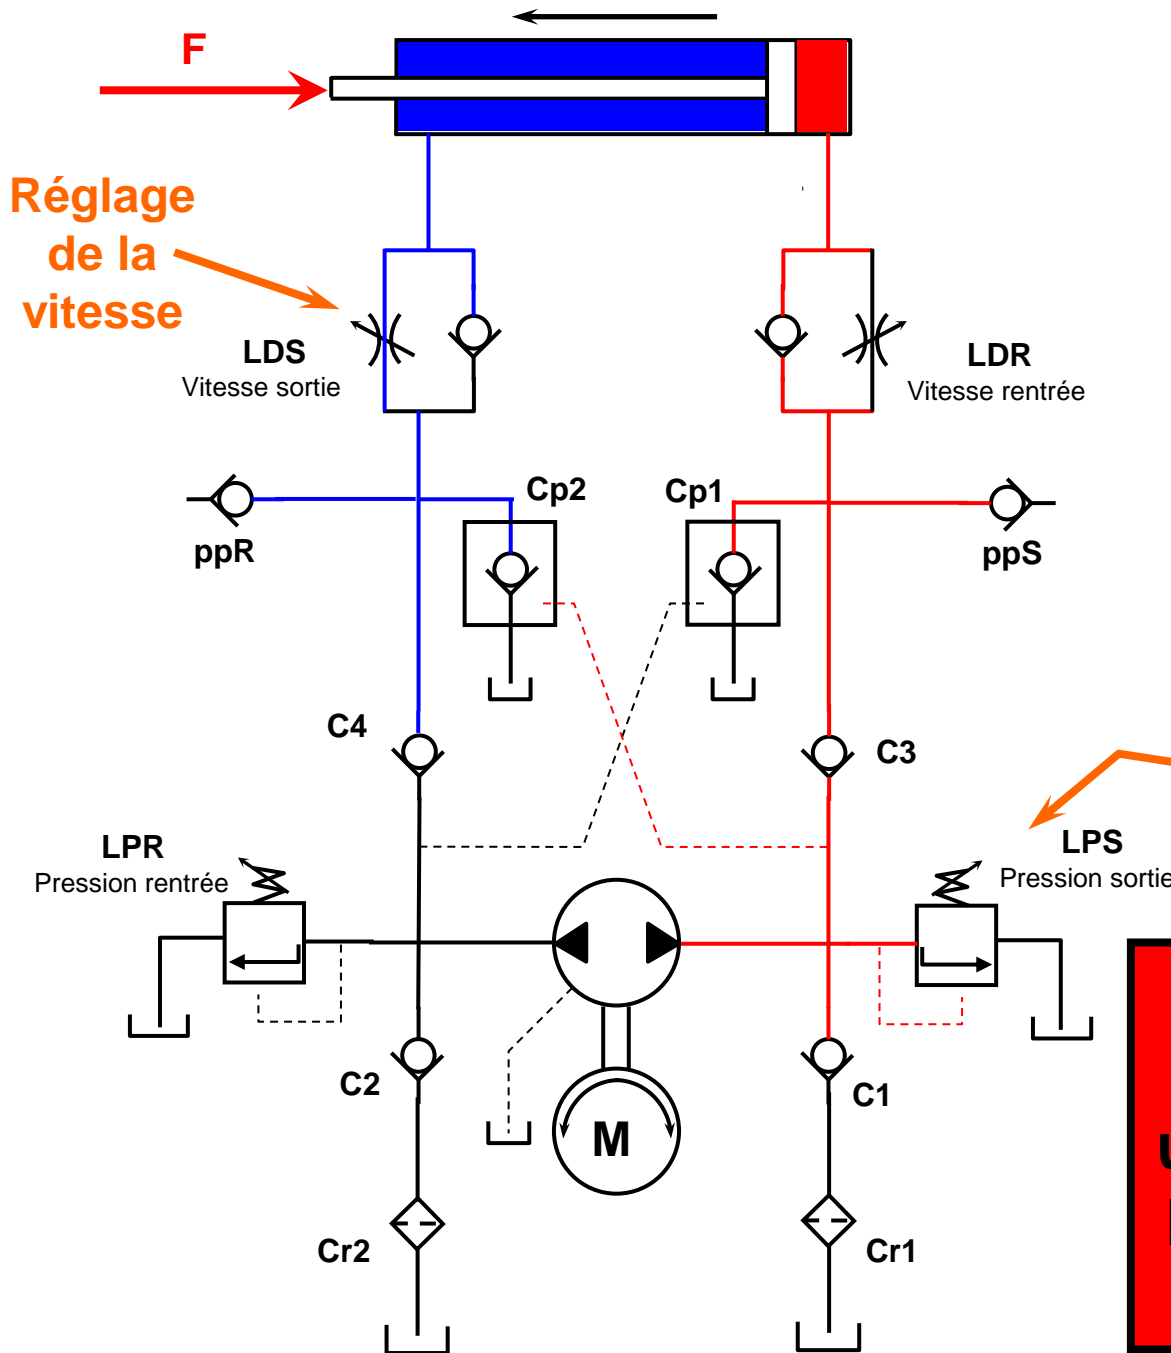 F
Réglage
de la
vitesse
LDS
Vitesse sortie
LDR
Vitesse rentrée
Cp2
Cp1
ppR
ppS
C4
C3
LPR
Pression rentrée
LPS
Pression sortie
C2
C1
M
Cr2
Cr1